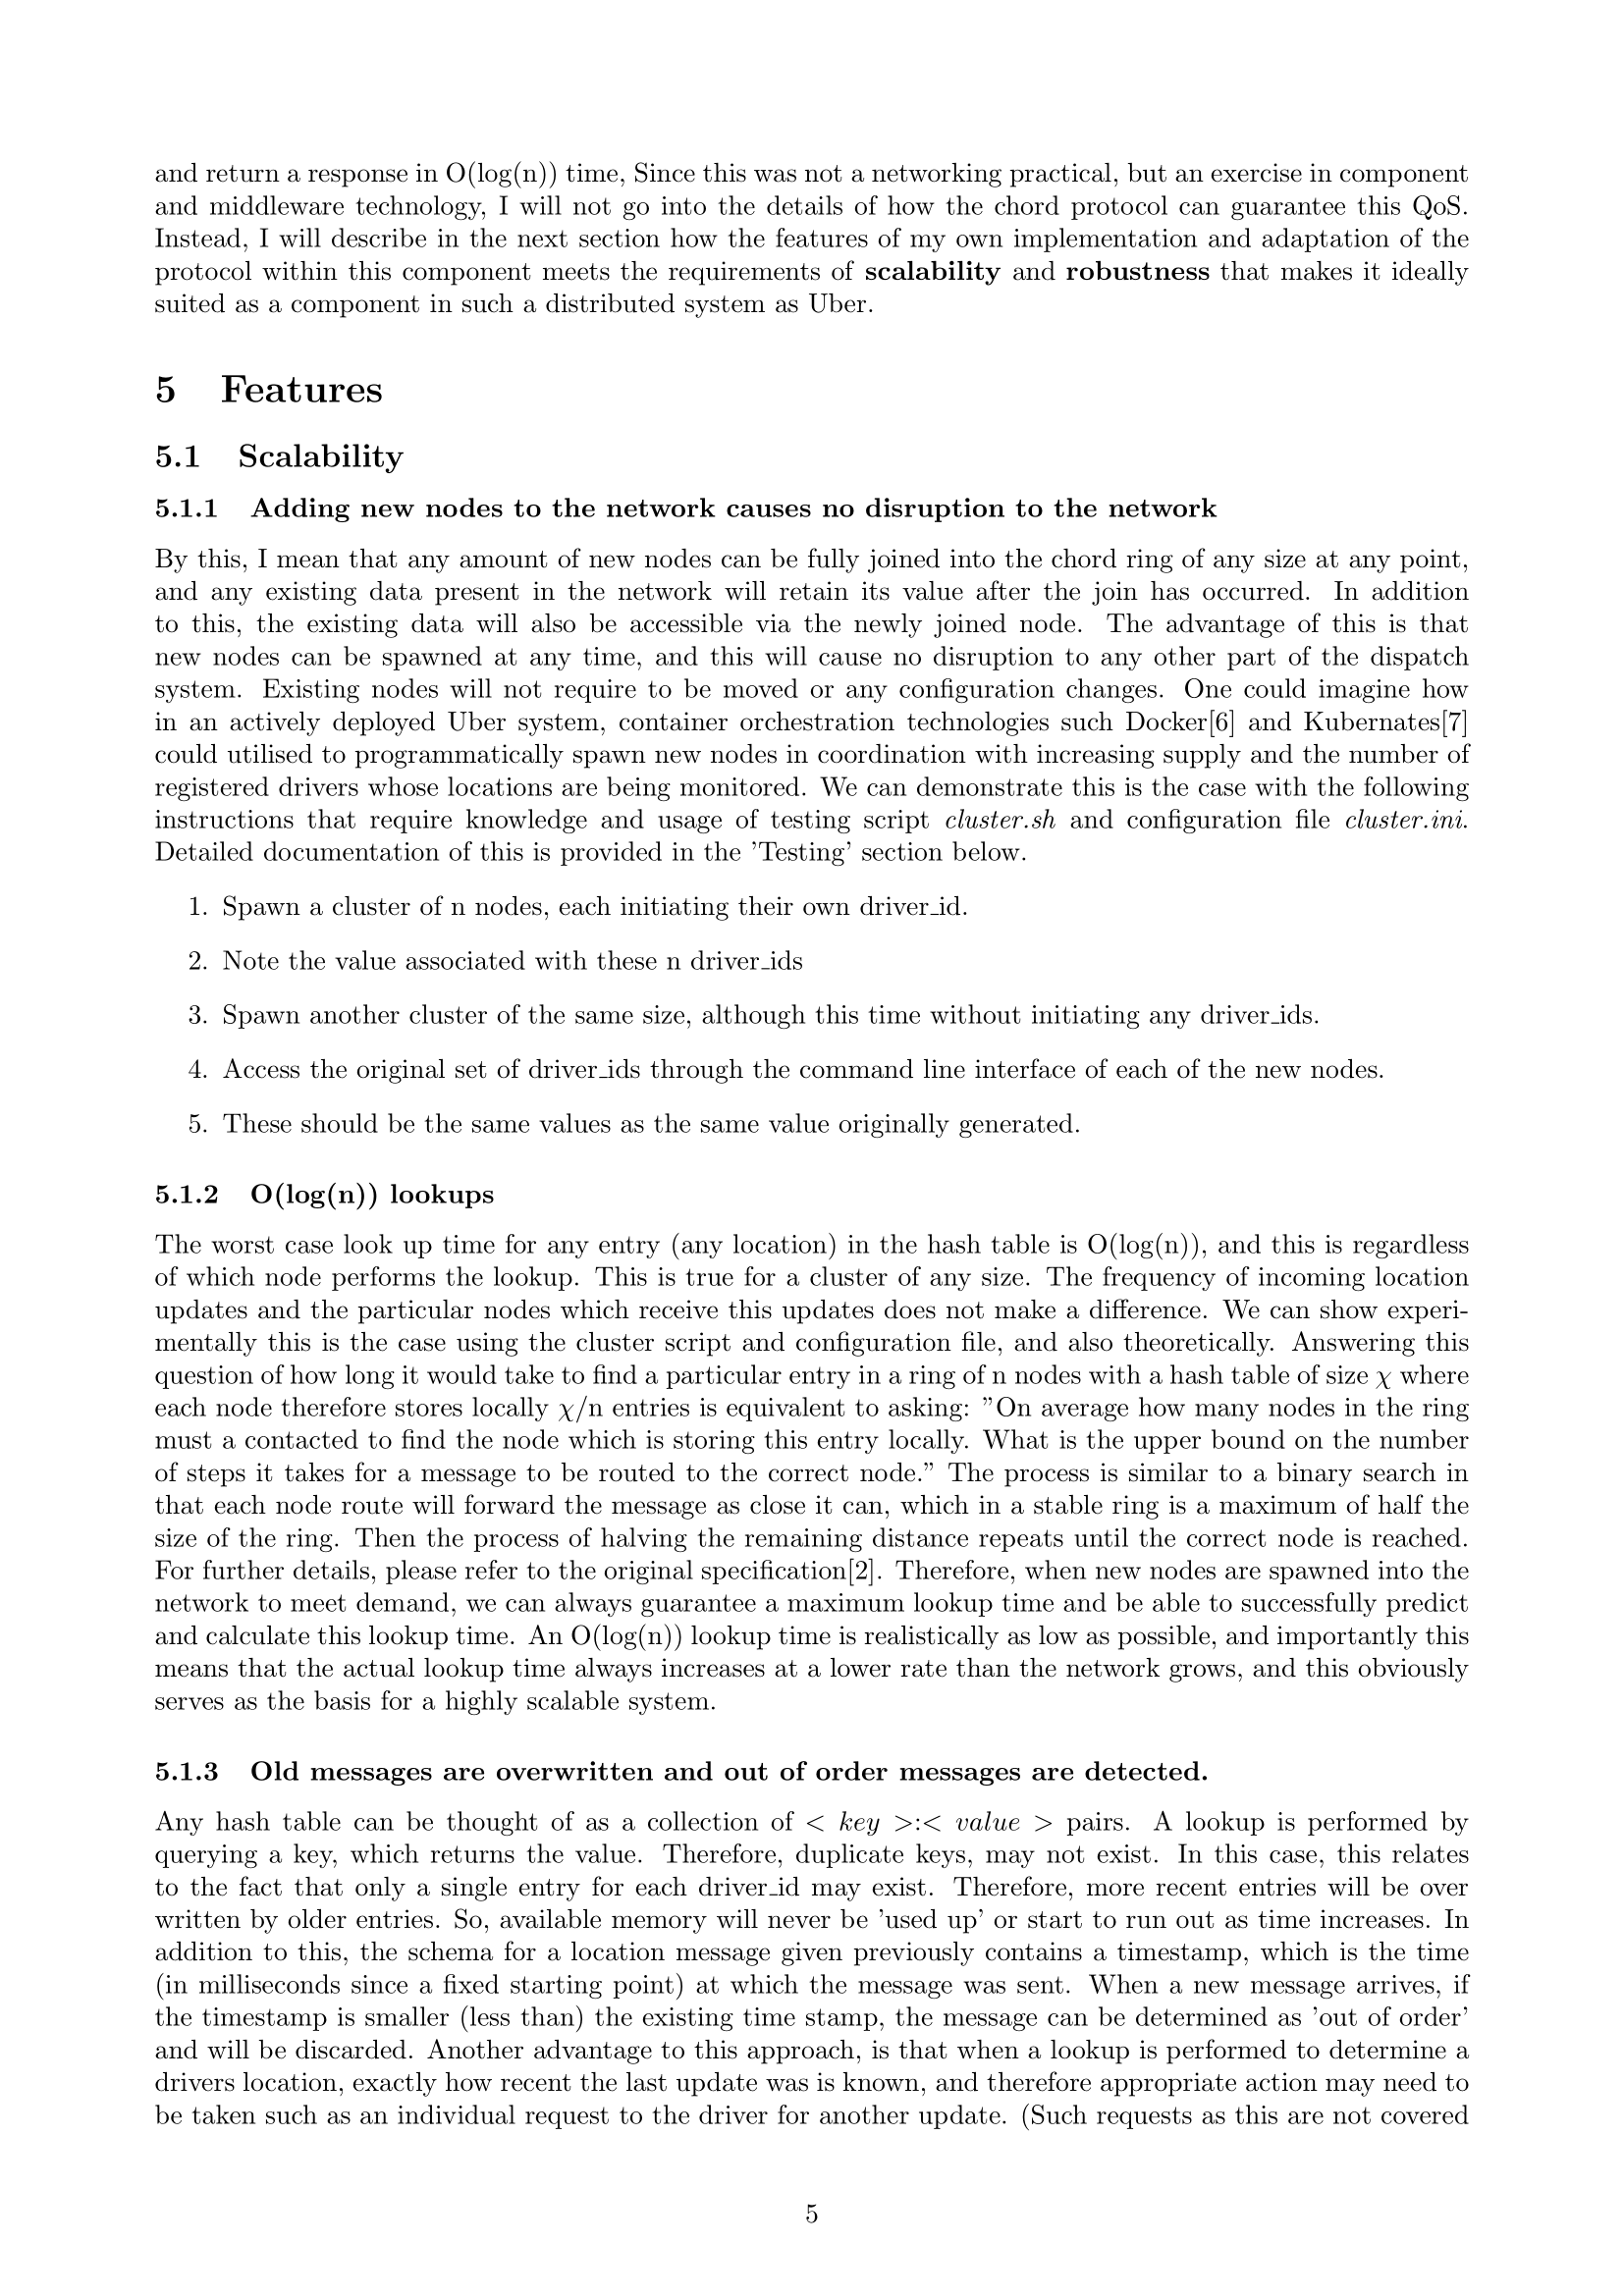 and return a response in O(log(n)) time, Since this was not a networking practical, but an exercise in component
and middleware technology, I will not go into the details of how the chord protocol can guarantee this QoS.
Instead, I will describe in the next section how the features of my own implementation and adaptation of the
protocol within this component meets the requirements of scalability and robustness that makes it ideally
suited as a component in such a distributed system as Uber.
5 Features
5.1 Scalability
5.1.1 Adding new nodes to the network causes no disruption to the network
By this, I mean that any amount of new nodes can be fully joined into the chord ring of any size at any point,
and any existing data present in the network will retain its value after the join has occurred. In addition
to this, the existing data will also be accessible via the newly joined node. The advantage of this is that
new nodes can be spawned at any time, and this will cause no disruption to any other part of the dispatch
system. Existing nodes will not require to be moved or any configuration changes. One could imagine how
in an actively deployed Uber system, container orchestration technologies such Docker[6] and Kubernates[7]
could utilised to programmatically spawn new nodes in coordination with increasing supply and the number of
registered drivers whose locations are being monitored. We can demonstrate this is the case with the following
instructions that require knowledge and usage of testing script cluster.sh and configuration file cluster.ini.
Detailed documentation of this is provided in the 'Testing' section below.
1. Spawn a cluster of n nodes, each initiating their own driver_id.
2. Note the value associated with these n driver_ids
3. Spawn another cluster of the same size, although this time without initiating any driver_ids.
4. Access the original set of driver_ids through the command line interface of each of the new nodes.
5. These should be the same values as the same value originally generated.
5.1.2 O(log(n)) lookups
The worst case look up time for any entry (any location) in the hash table is O(log(n)), and this is regardless
of which node performs the lookup. This is true for a cluster of any size. The frequency of incoming location
updates and the particular nodes which receive this updates does not make a difference. We can show experi-
mentally this is the case using the cluster script and configuration file, and also theoretically. Answering this
question of how long it would take to find a particular entry in a ring of n nodes with a hash table of size χ where
each node therefore stores locally χ/n entries is equivalent to asking: ”On average how many nodes in the ring
must a contacted to find the node which is storing this entry locally. What is the upper bound on the number
of steps it takes for a message to be routed to the correct node.” The process is similar to a binary search in
that each node route will forward the message as close it can, which in a stable ring is a maximum of half the
size of the ring. Then the process of halving the remaining distance repeats until the correct node is reached.
For further details, please refer to the original specification[2]. Therefore, when new nodes are spawned into the
network to meet demand, we can always guarantee a maximum lookup time and be able to successfully predict
and calculate this lookup time. An O(log(n)) lookup time is realistically as low as possible, and importantly this
means that the actual lookup time always increases at a lower rate than the network grows, and this obviously
serves as the basis for a highly scalable system.
5.1.3 Old messages are overwritten and out of order messages are detected.
Any hash table can be thought of as a collection of < key >:< value > pairs. A lookup is performed by
querying a key, which returns the value. Therefore, duplicate keys, may not exist. In this case, this relates
to the fact that only a single entry for each driver_id may exist. Therefore, more recent entries will be over
written by older entries. So, available memory will never be 'used up' or start to run out as time increases. In
addition to this, the schema for a location message given previously contains a timestamp, which is the time
(in milliseconds since a fixed starting point) at which the message was sent. When a new message arrives, if
the timestamp is smaller (less than) the existing time stamp, the message can be determined as 'out of order'
and will be discarded. Another advantage to this approach, is that when a lookup is performed to determine a
drivers location, exactly how recent the last update was is known, and therefore appropriate action may need to
be taken such as an individual request to the driver for another update. (Such requests as this are not covered
5